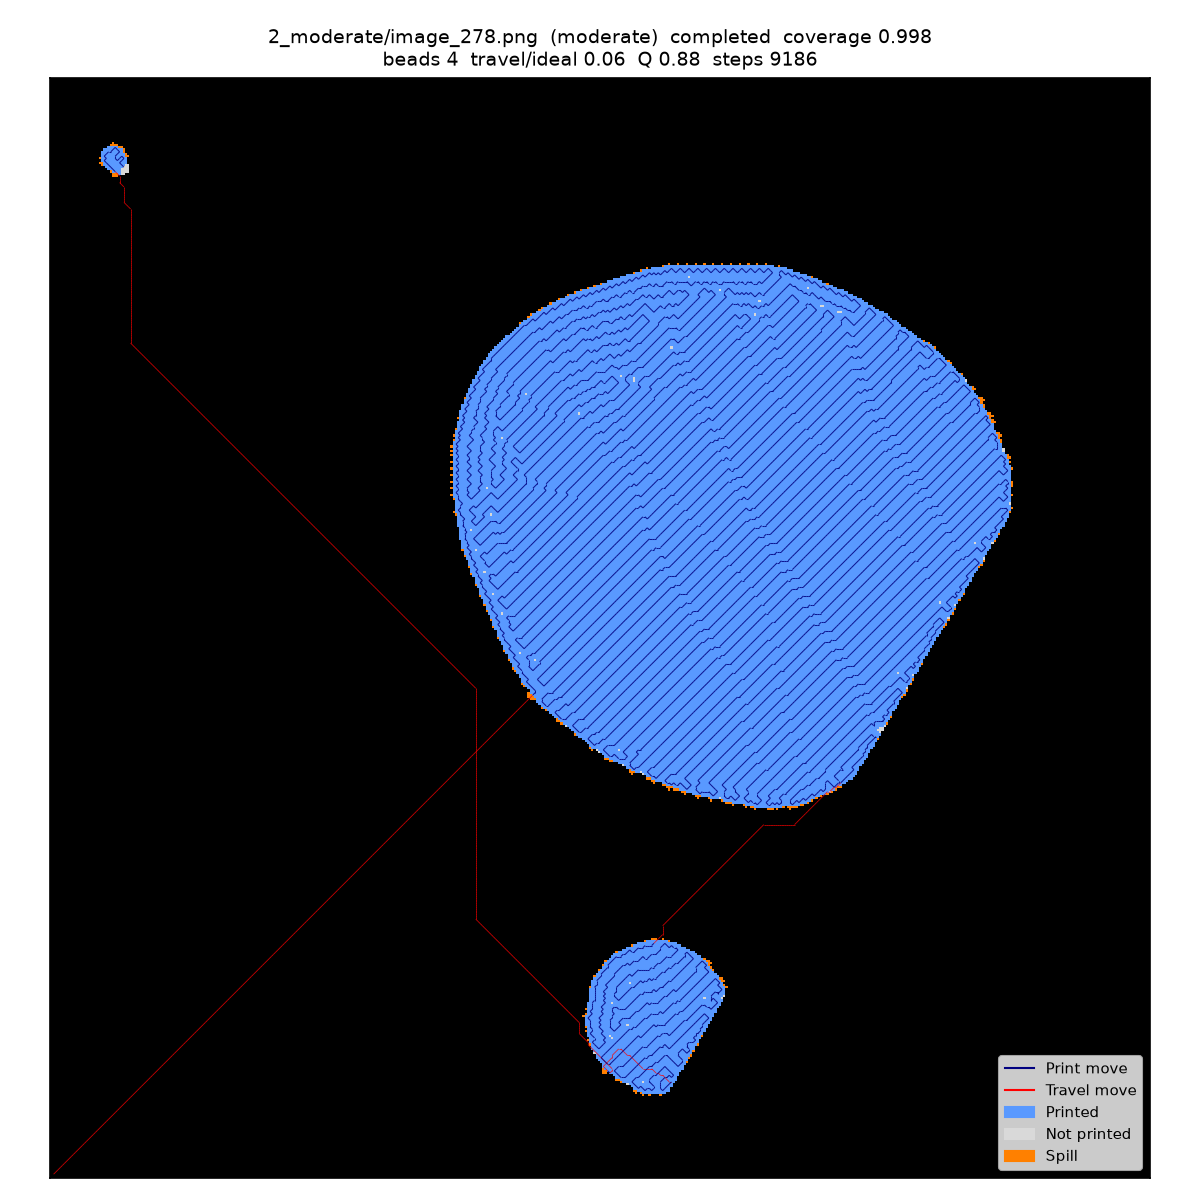 2_moderate/image_278.png  (moderate)  completed  coverage 0.998
beads 4  travel/ideal 0.06  Q 0.88  steps 9186
Print move
Travel move
Printed
Not printed
Spill